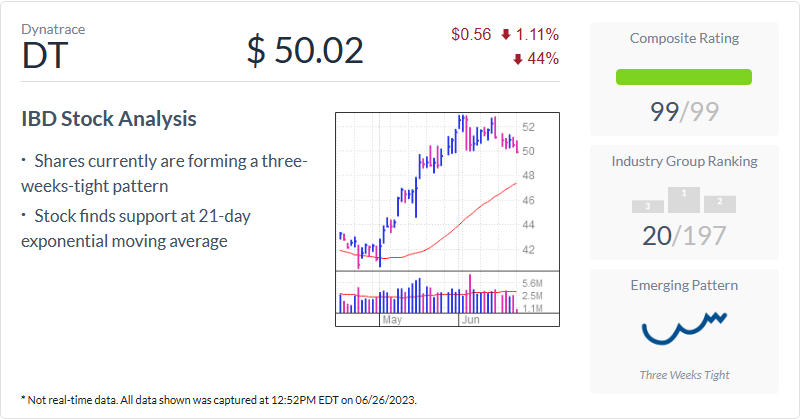 Dynatrace
DT
$ 50.02
$0.56 1.11%
44%
IBD Stock Analysis
· Shares currently are forming a three-
weeks-tight pattern
· Stock finds support at 21-day
exponential moving average
52
50
48
46
44
42
5.6M
2.5M
1.1M
May Jun
Composite Rating
99/99
Industry Group Ranking
3 1 2
20/197
Emerging Pattern
Three Weeks Tight
* Not real-time data. All data shown was captured at 12:52PM EDT on 06/26/2023.